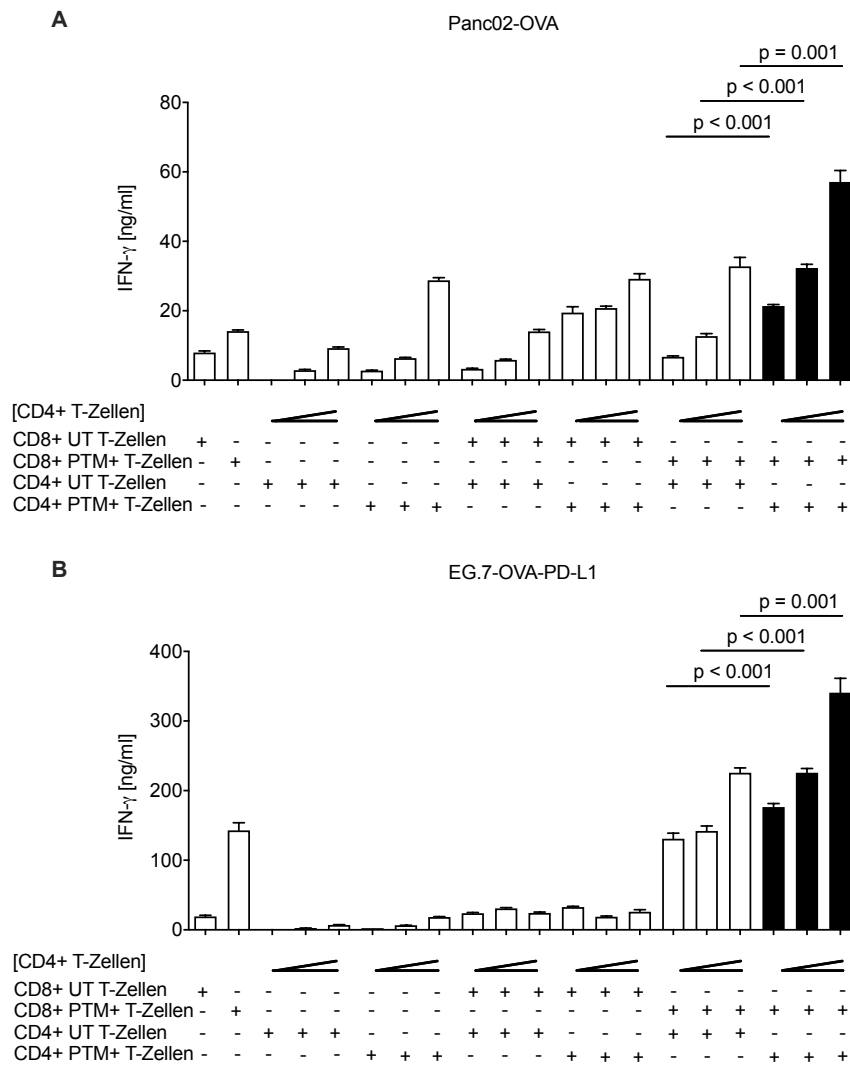 A
Panc02-OVA
p = 0.001
p < 0.001
p < 0.001
80
60
40
20
0
IFN-γ [ng/ml]
[CD4+ T-Zellen]
CD8+ UT T-Zellen + - - - - - - - + + + + + + - - - - - -
CD8+ PTM+ T-Zellen - + - - - - - - - - - - - - + + + + + +
CD4+ UT T-Zellen - - + + + - - - + + + - - - + + + - - -
CD4+ PTM+ T-Zellen - - - - - + + + - - - + + + - - - + + +
B
EG.7-OVA-PD-L1
p = 0.001
p < 0.001
p < 0.001
400
300
200
100
0
IFN-γ [ng/ml]
[CD4+ T-Zellen]
CD8+ UT T-Zellen + - - - - - - - + + + + + + - - - - - -
CD8+ PTM+ T-Zellen - + - - - - - - - - - - - - + + + + + +
CD4+ UT T-Zellen - - + + + - - - + + + - - - + + + - - -
CD4+ PTM+ T-Zellen - - - - - + + + - - - + + + - - - + + +